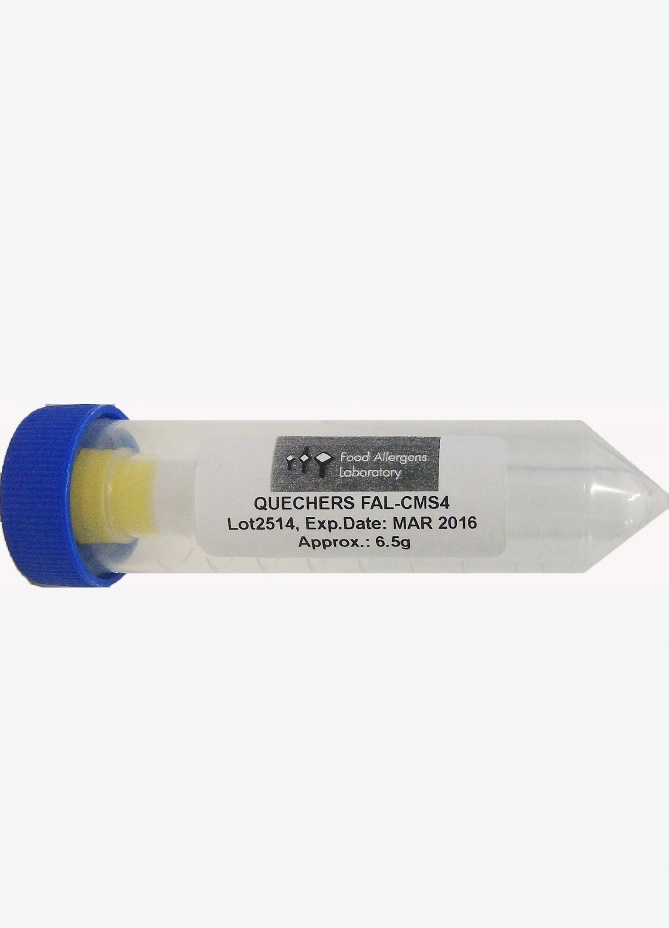 Food Allergens
Laboratory
QUECHERS FAL-CMS4
Lot2514, Exp.Date: MAR 2016
Approx.: 6.5g